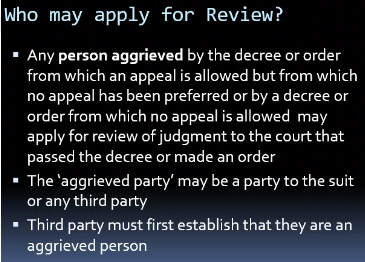 Who may apply for Review?
▪ Any person aggrieved by the decree or order
from which an appeal is allowed but from which
no appeal has been preferred or by a decree or
order from which no appeal is allowed  may
apply for review of judgment to the court that
passed the decree or made an order
▪ The ‘aggrieved party’ may be a party to the suit
or any third party
▪ Third party must first establish that they are an
aggrieved person